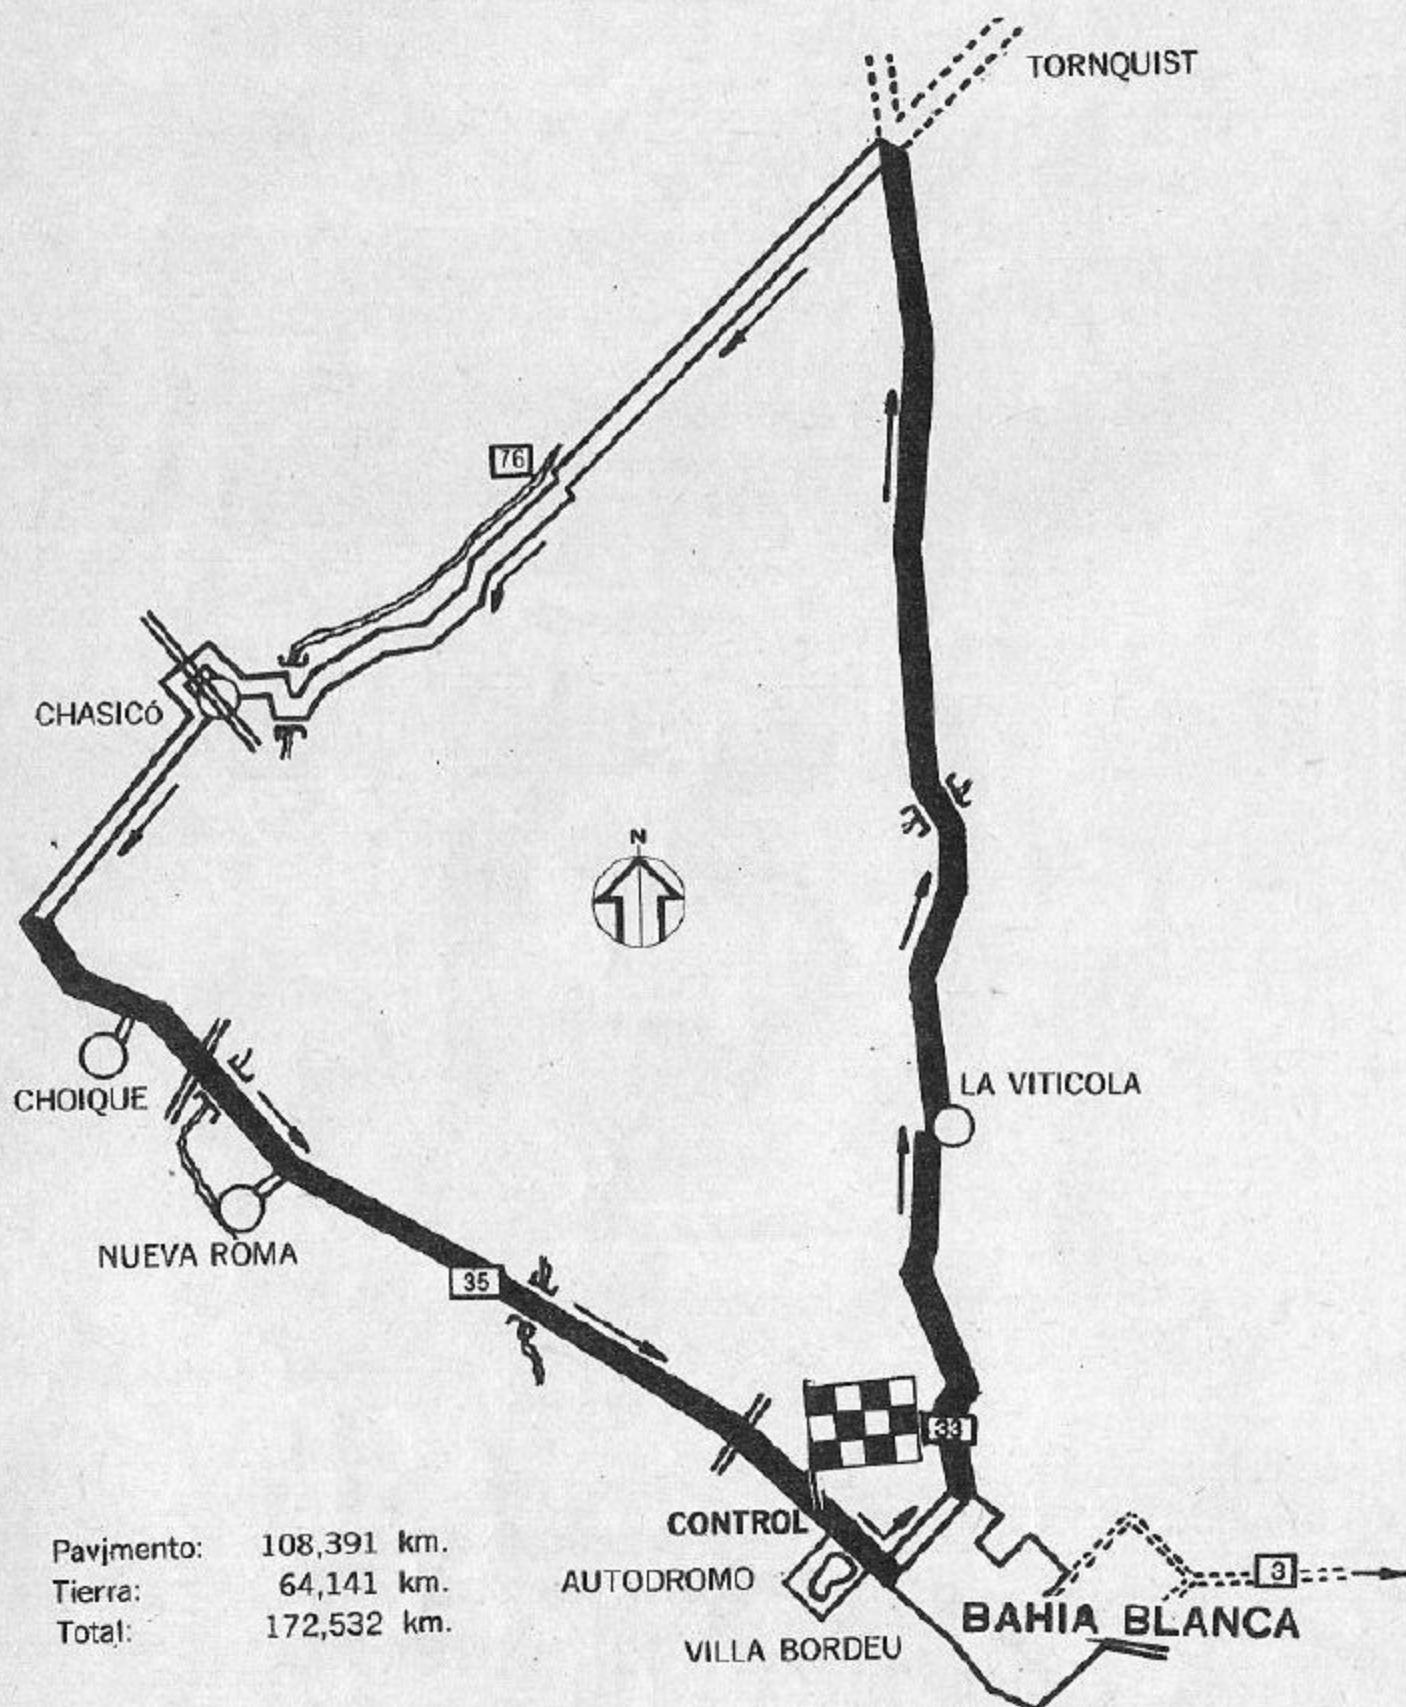 TORNQUIST
76
CHASICó
N
LA VITICOLA
CHOIQUE
NUEVA ROMA
35
33
CONTROL
AUTODROMO
VILLA BORDEU
3
BAHIA BLANCA
Pavimento: 108,391 km.
Tierra: 64,141 km.
Total: 172,532 km.